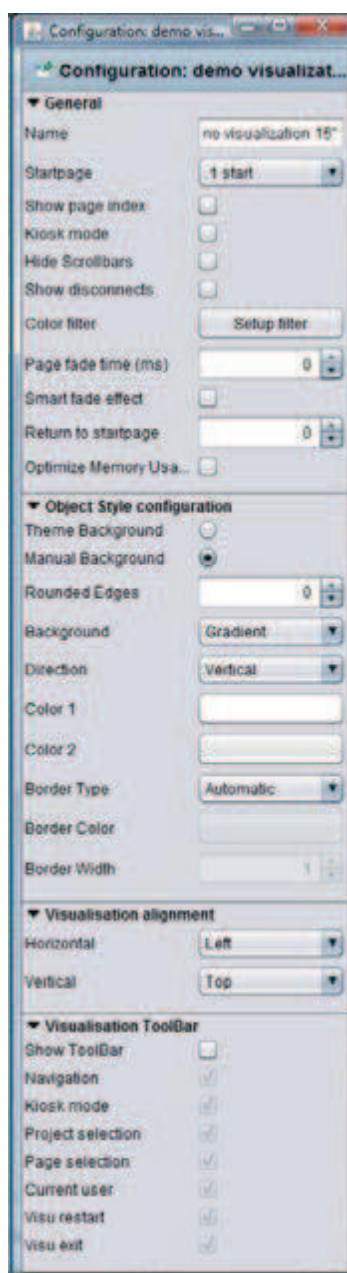 Configuration: demo vis...
Configuration: demo visualizat...
General
Name no visualization 15"
Startpage 1 start
Show page index
Kiosk mode
Hide Scrollbars
Show disconnects
Color filter Setup filter
Page fade time (ms) 0
Smart fade effect
Return to startpage 0
Optimize Memory Usa...
Object Style configuration
Theme Background
Manual Background
Rounded Edges 0
Background Gradient
Direction Vertical
Color 1
Color 2
Border Type Automatic
Border Color
Border Width 1
Visualisation alignment
Horizontal Left
Vertical Top
Visualisation ToolBar
Show ToolBar
Navigation
Kiosk mode
Project selection
Page selection
Current user
Visu restart
Visu exit